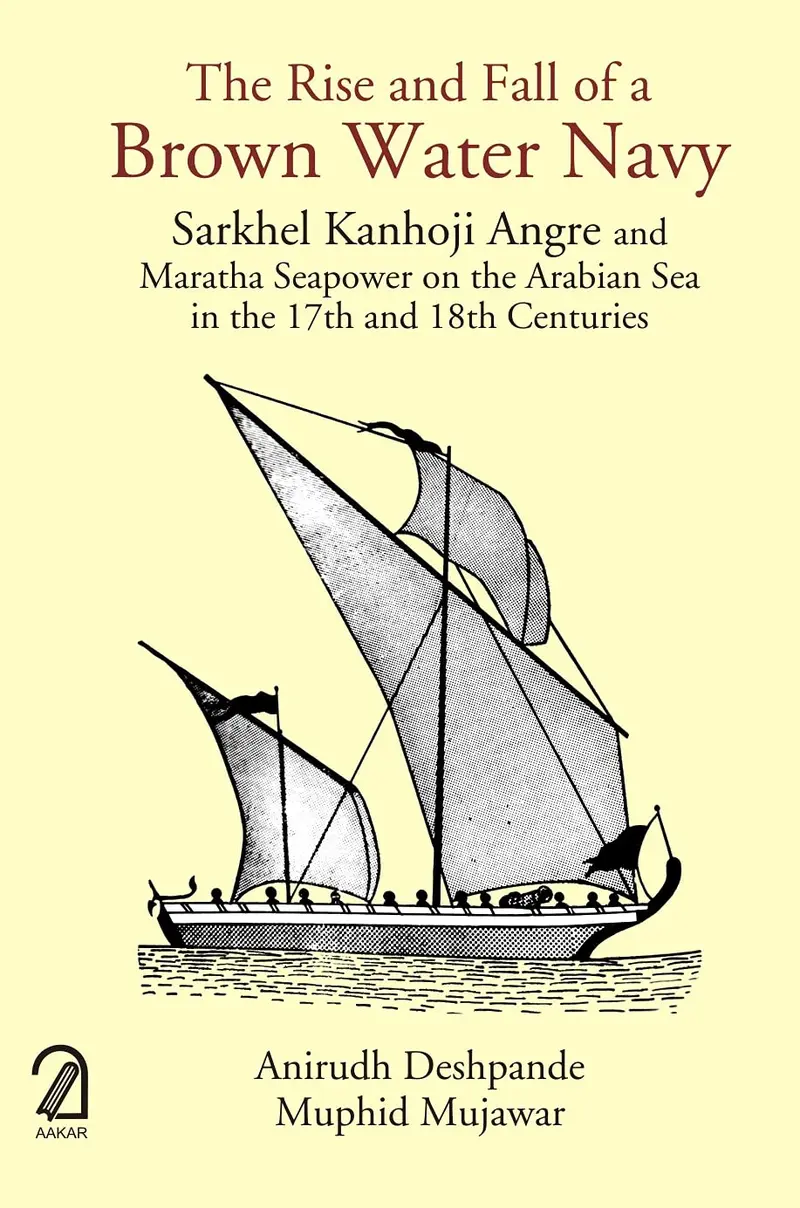 The Rise and Fall of a
Brown Water Navy
Sarkhel Kanhoji Angre and
Maratha Seapower on the Arabian Sea
in the 17th and 18th Centuries
Anirudh Deshpande
Muphid Mujawar
AAKAR